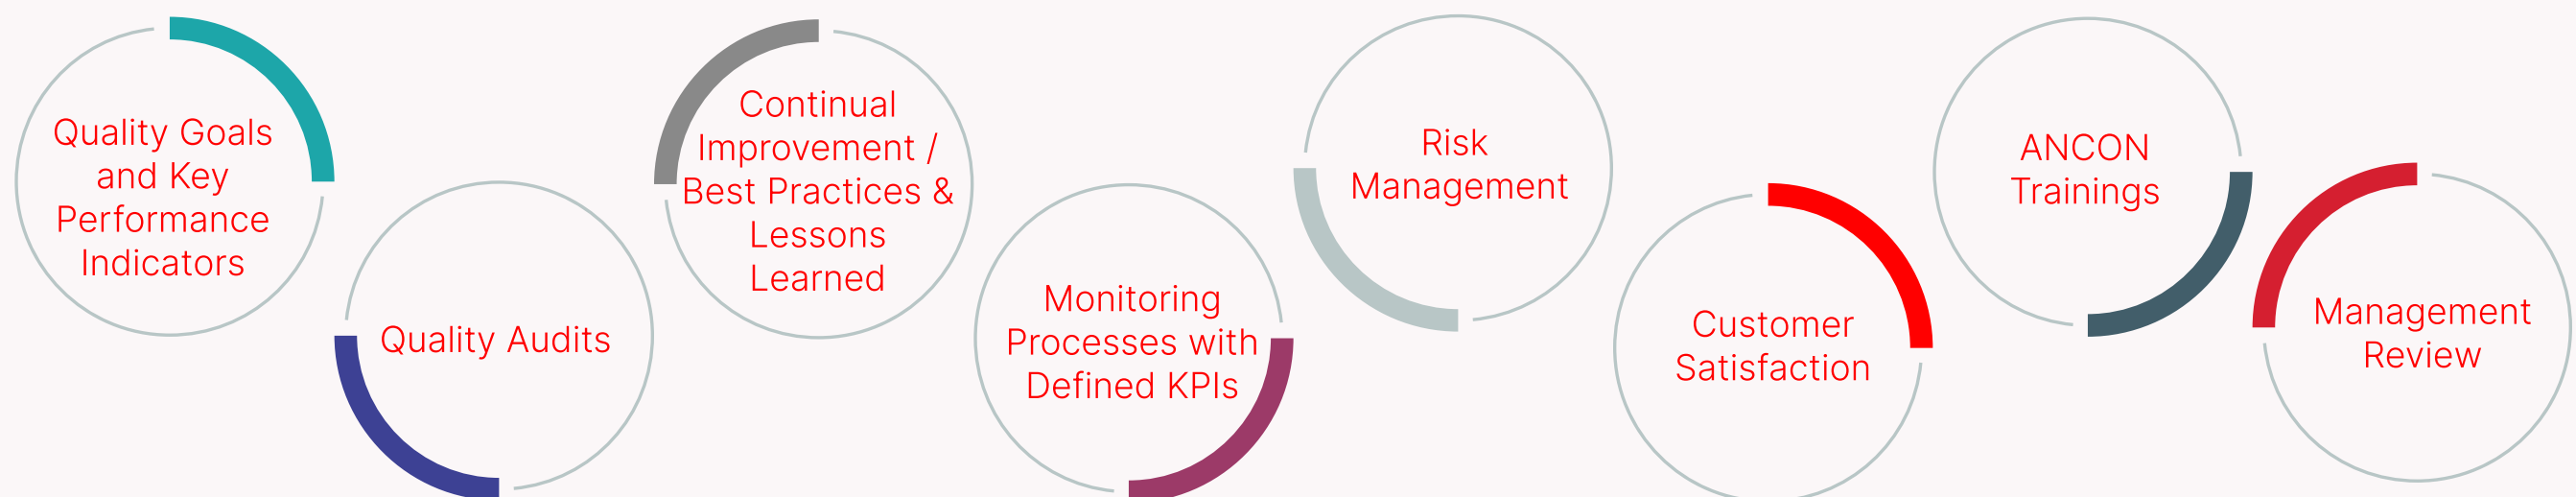 Quality Goals
and Key
Performance
Indicators
Quality Audits
Continual
Improvement /
Best Practices &
Lessons
Learned
Monitoring
Processes with
Defined KPIs
Risk
Management
Customer
Satisfaction
ANCON
Trainings
Management
Review